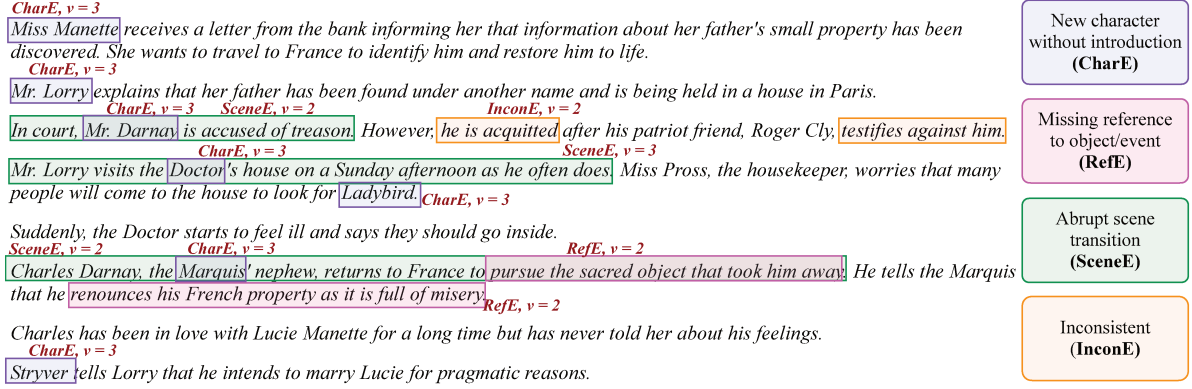 CharE, v = 3
Miss Manette receives a letter from the bank informing her that information about her father's small property has been
discovered. She wants to travel to France to identify him and restore him to life.
CharE, v = 3
Mr. Lorry explains that her father has been found under another name and is being held in a house in Paris.
CharE, v = 3 SceneE, v = 2 InconE, v = 2
In court, Mr. Darnay is accused of treason. However, he is acquitted after his patriot friend, Roger Cly, testifies against him.
CharE, v = 3 SceneE, v = 3
Mr. Lorry visits the Doctor's house on a Sunday afternoon as he often does. Miss Pross, the housekeeper, worries that many
people will come to the house to look for Ladybird. CharE, v = 3
Suddenly, the Doctor starts to feel ill and says they should go inside.
SceneE, v = 2 CharE, v = 3 RefE, v = 2
Charles Darnay, the Marquis' nephew, returns to France to pursue the sacred object that took him away. He tells the Marquis
that he renounces his French property as it is full of misery. RefE, v = 2
Charles has been in love with Lucie Manette for a long time but has never told her about his feelings.
CharE, v = 3
Stryver tells Lorry that he intends to marry Lucie for pragmatic reasons.
New character
without introduction
(CharE)
Missing reference
to object/event
(RefE)
Abrupt scene
transition
(SceneE)
Inconsistent
(InconE)